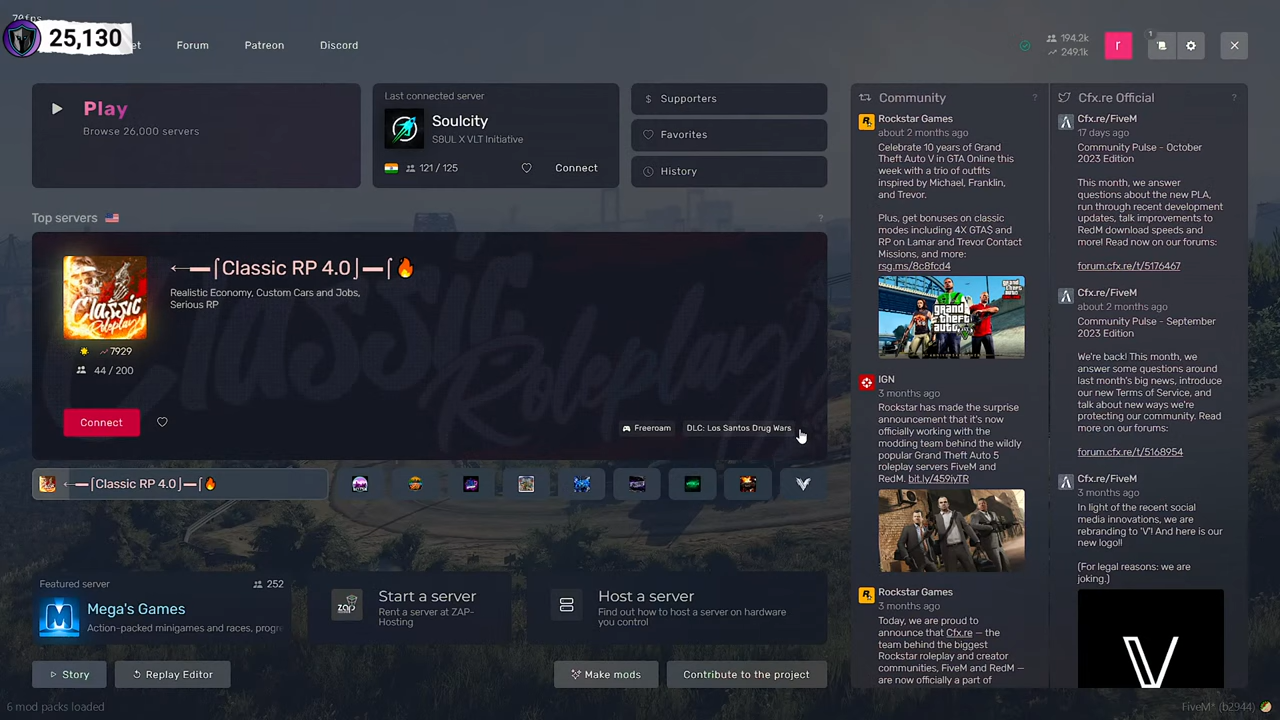 70fps
25,130
et
Forum
Patreon
Discord
194.2k
249.1k
r
1
Play
Browse 26,000 servers
Last connected server
Soulcity
S8UL X VLT Initiative
121 / 125
Connect
$ Supporters
Favorites
History
Top servers
?
←━⌠Classic RP 4.0⌡━⌠🔥
Realistic Economy, Custom Cars and Jobs,
Serious RP
Classic
Roleplay
7929
44 / 200
Connect
Freeroam
DLC: Los Santos Drug Wars
←━⌠Classic RP 4.0⌡━⌠🔥
Featured server
252
Mega's Games
Action-packed minigames and races, progr
ZAP
Start a server
Rent a server at ZAP-
Hosting
Host a server
Find out how to host a server on hardware
you control
Story
Replay Editor
Make mods
Contribute to the project
6 mod packs loaded
Community
?
Rockstar Games
about 2 months ago
Celebrate 10 years of Grand
Theft Auto V in GTA Online this
week with a trio of outfits
inspired by Michael, Franklin,
and Trevor.
Plus, get bonuses on classic
modes including 4X GTA$ and
RP on Lamar and Trevor Contact
Missions, and more:
rsg.ms/8c8fcd4
grand
theft
auto
IGN
3 months ago
Rockstar has made the surprise
announcement that it's now
officially working with the
modding team behind the wildly
popular Grand Theft Auto 5
roleplay servers FiveM and
RedM. bit.ly/459iyTR
Rockstar Games
3 months ago
Today, we are proud to
announce that Cfx.re — the
team behind the biggest
Rockstar roleplay and creator
communities, FiveM and RedM —
are now officially a part of
Cfx.re Official
?
Cfx.re/FiveM
17 days ago
Community Pulse - October
2023 Edition
This month, we answer
questions about the new PLA,
run through recent development
updates, talk improvements to
RedM download speeds and
more! Read now on our forums:
forum.cfx.re/t/5176467
Cfx.re/FiveM
about 2 months ago
Community Pulse - September
2023 Edition
We're back! This month, we
answer some questions around
last month's big news, introduce
our new Terms of Service, and
talk about new ways we're
protecting our community. Read
more on our forums:
forum.cfx.re/t/5168954
Cfx.re/FiveM
3 months ago
In light of the recent social
media innovations, we are
rebranding to 'V'! And here is our
new logo!!
(For legal reasons: we are
joking.)
V
FiveM* (b2944)